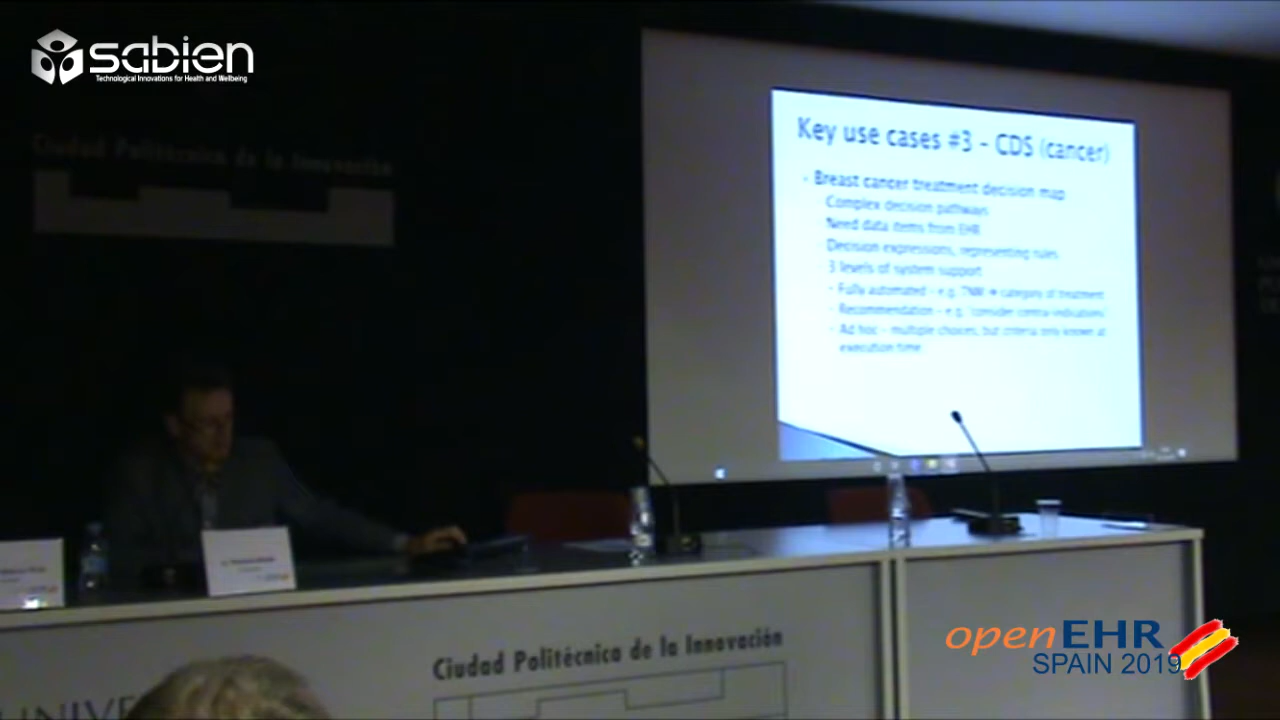 sabien
Technological Innovations for Health and Wellbeing
Ciudad Politécnica de la Innovación
Key use cases #3 - CDS (cancer)
Breast cancer treatment decision map
Complex decision pathways
Need data items from EHR
Decision expressions, representing rules
3 levels of system support
Fully automated - e.g. TNM → category of treatment
Recommendation - e.g. 'consider contra-indications'
Ad hoc - multiple choices, but criteria only known at
execution time
Ciudad Politécnica de la Innovación
openEHR
SPAIN 2019